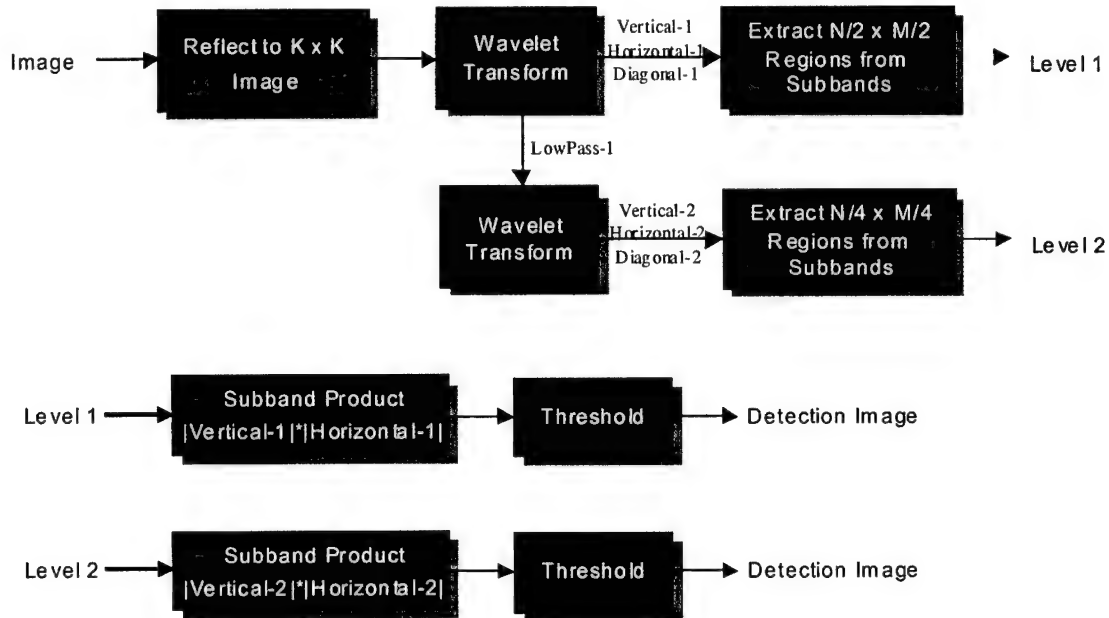 Image
Reflect to K x K
Image
Wavelet
Transform
Vertical-1
Horizontal-1
Diagonal-1
Extract N/2 x M/2
Regions from
Subbands
Level 1
LowPass-1
Wavelet
Transform
Vertical-2
Horizontal-2
Diagonal-2
Extract N/4 x M/4
Regions from
Subbands
Level 2
Level 1
Subband Product
|Vertical-1|*|Horizontal-1|
Threshold
Detection Image
Level 2
Subband Product
|Vertical-2|*|Horizontal-2|
Threshold
Detection Image